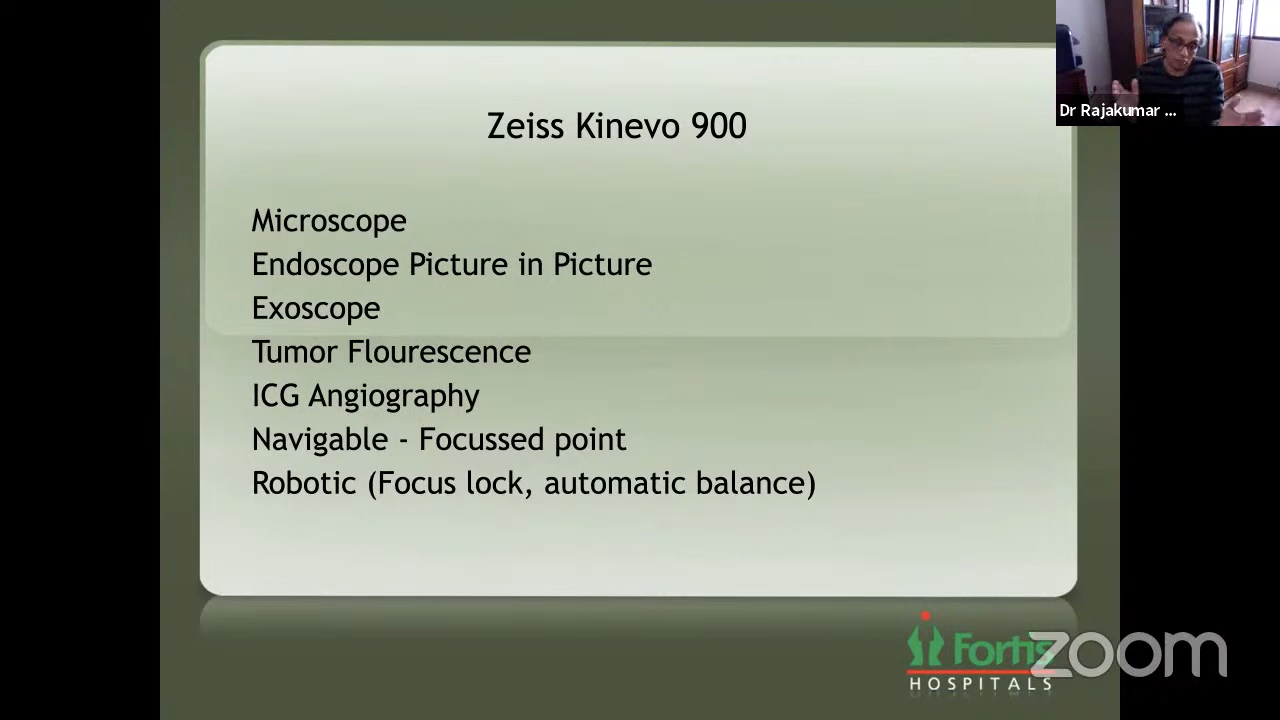 Zeiss Kinevo 900
Dr Rajakumar ...
Microscope
Endoscope Picture in Picture
Exoscope
Tumor Flourescence
ICG Angiography
Navigable - Focussed point
Robotic (Focus lock, automatic balance)
Fortis
HOSPITALS
zoom